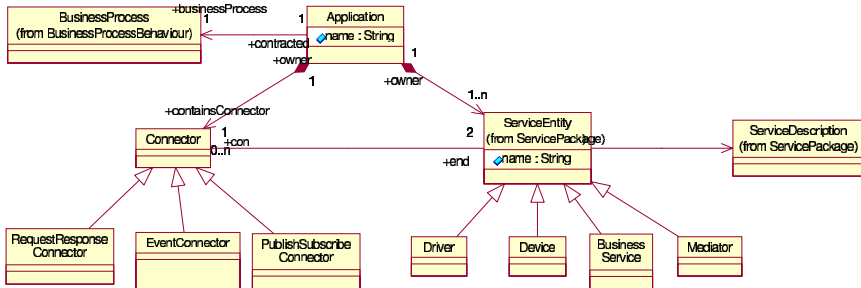 +businessProcess
BusinessProcess
(from BusinessProcessBehaviour)
1
1
Application
name : String
+contracted
+owner
1
1
+owner
+containsConnector
1..n
Connector
1
+con
0..n
2
+end
ServiceEntity
(from ServicePackage)
name : String
ServiceDescription
(from ServicePackage)
RequestResponse
Connector
EventConnector
PublishSubscribe
Connector
Driver
Device
Business
Service
Mediator